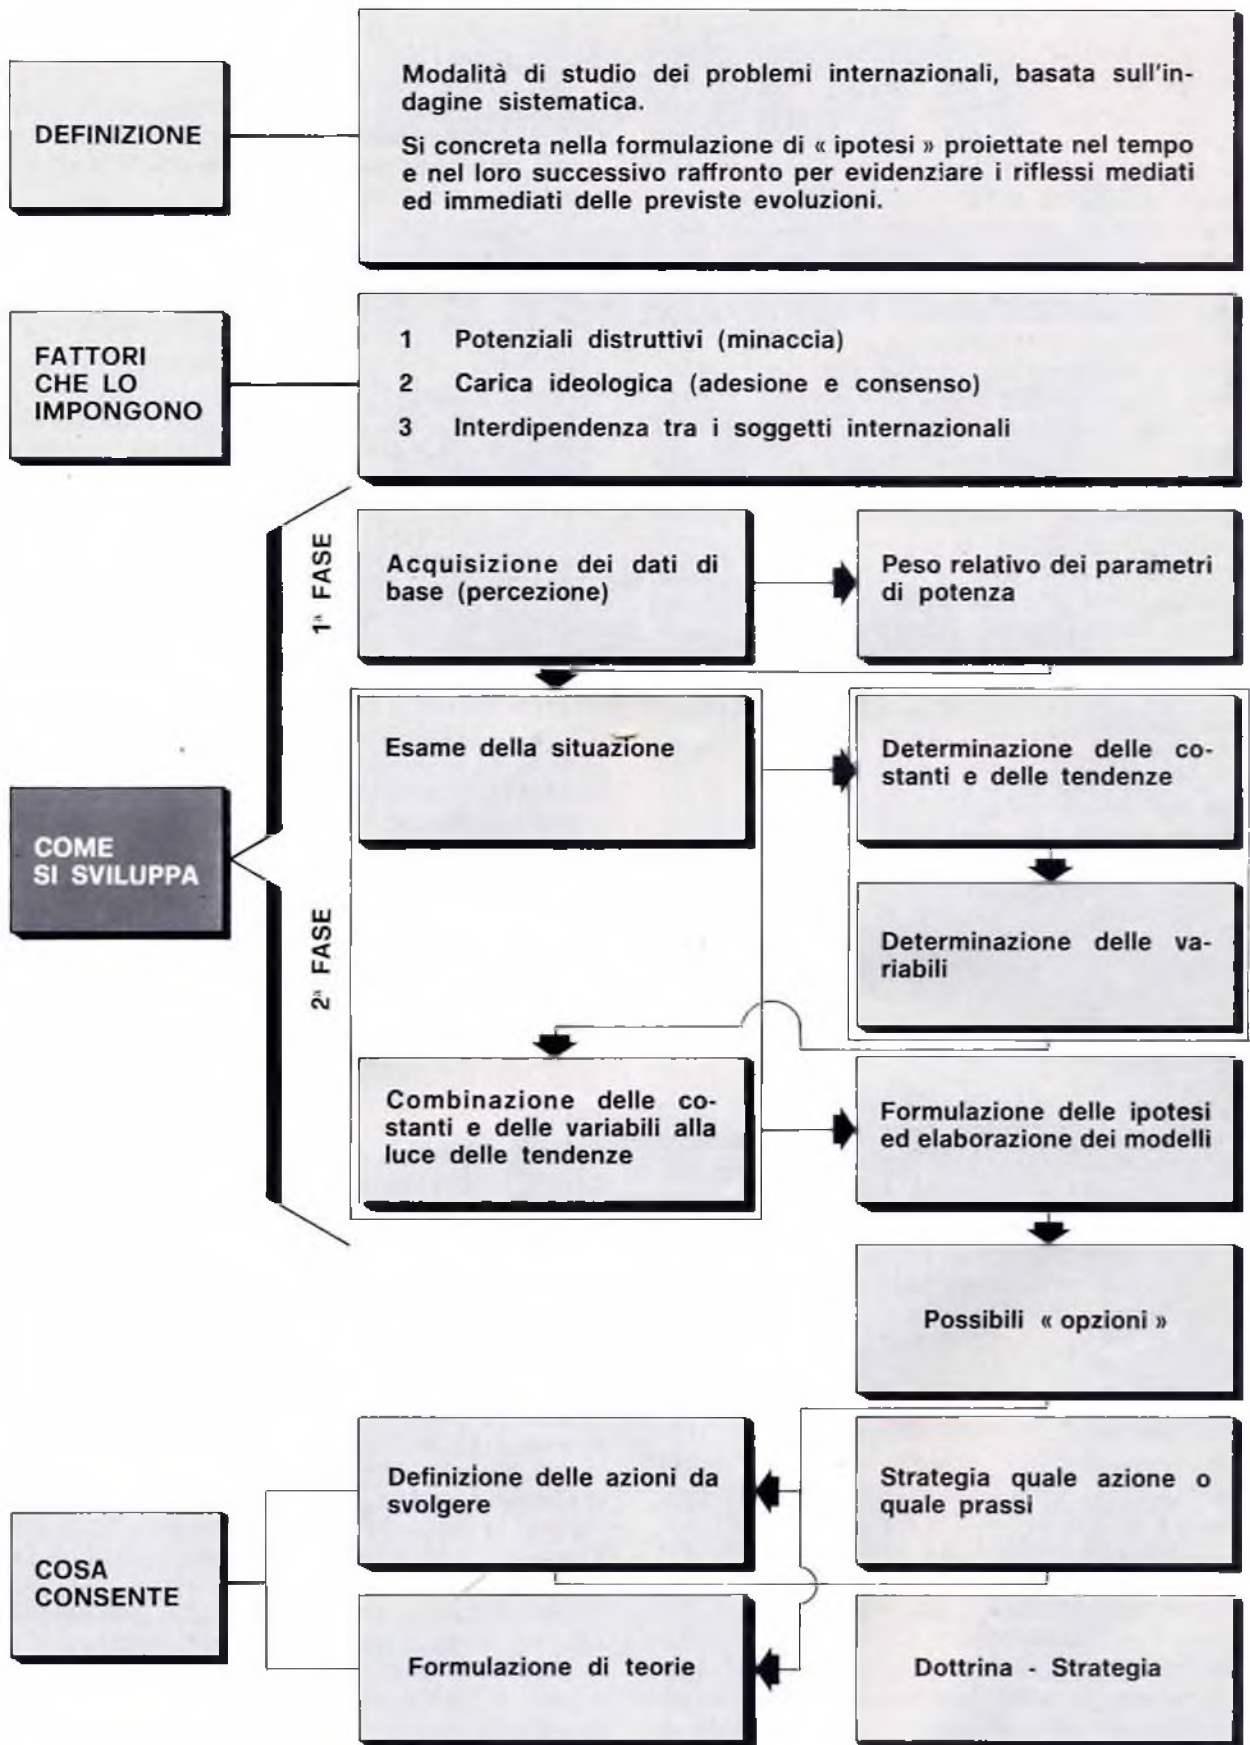 DEFINIZIONE
Modalità di studio dei problemi internazionali, basata sull'in-
dagine sistematica.
Si concreta nella formulazione di « ipotesi » proiettate nel tempo
e nel loro successivo raffronto per evidenziare i riflessi mediati
ed immediati delle previste evoluzioni.
FATTORI
CHE LO
IMPONGONO
1 Potenziali distruttivi (minaccia)
2 Carica ideologica (adesione e consenso)
3 Interdipendenza tra i soggetti internazionali
COME
SI SVILUPPA
1ª FASE
Acquisizione dei dati di
base (percezione)
Peso relativo dei parametri
di potenza
2ª FASE
Esame della situazione
Determinazione delle co-
stanti e delle tendenze
Determinazione delle va-
riabili
Combinazione delle co-
stanti e delle variabili alla
luce delle tendenze
Formulazione delle ipotesi
ed elaborazione dei modelli
Possibili « opzioni »
COSA
CONSENTE
Definizione delle azioni da
svolgere
Strategia quale azione o
quale prassi
Formulazione di teorie
Dottrina - Strategia